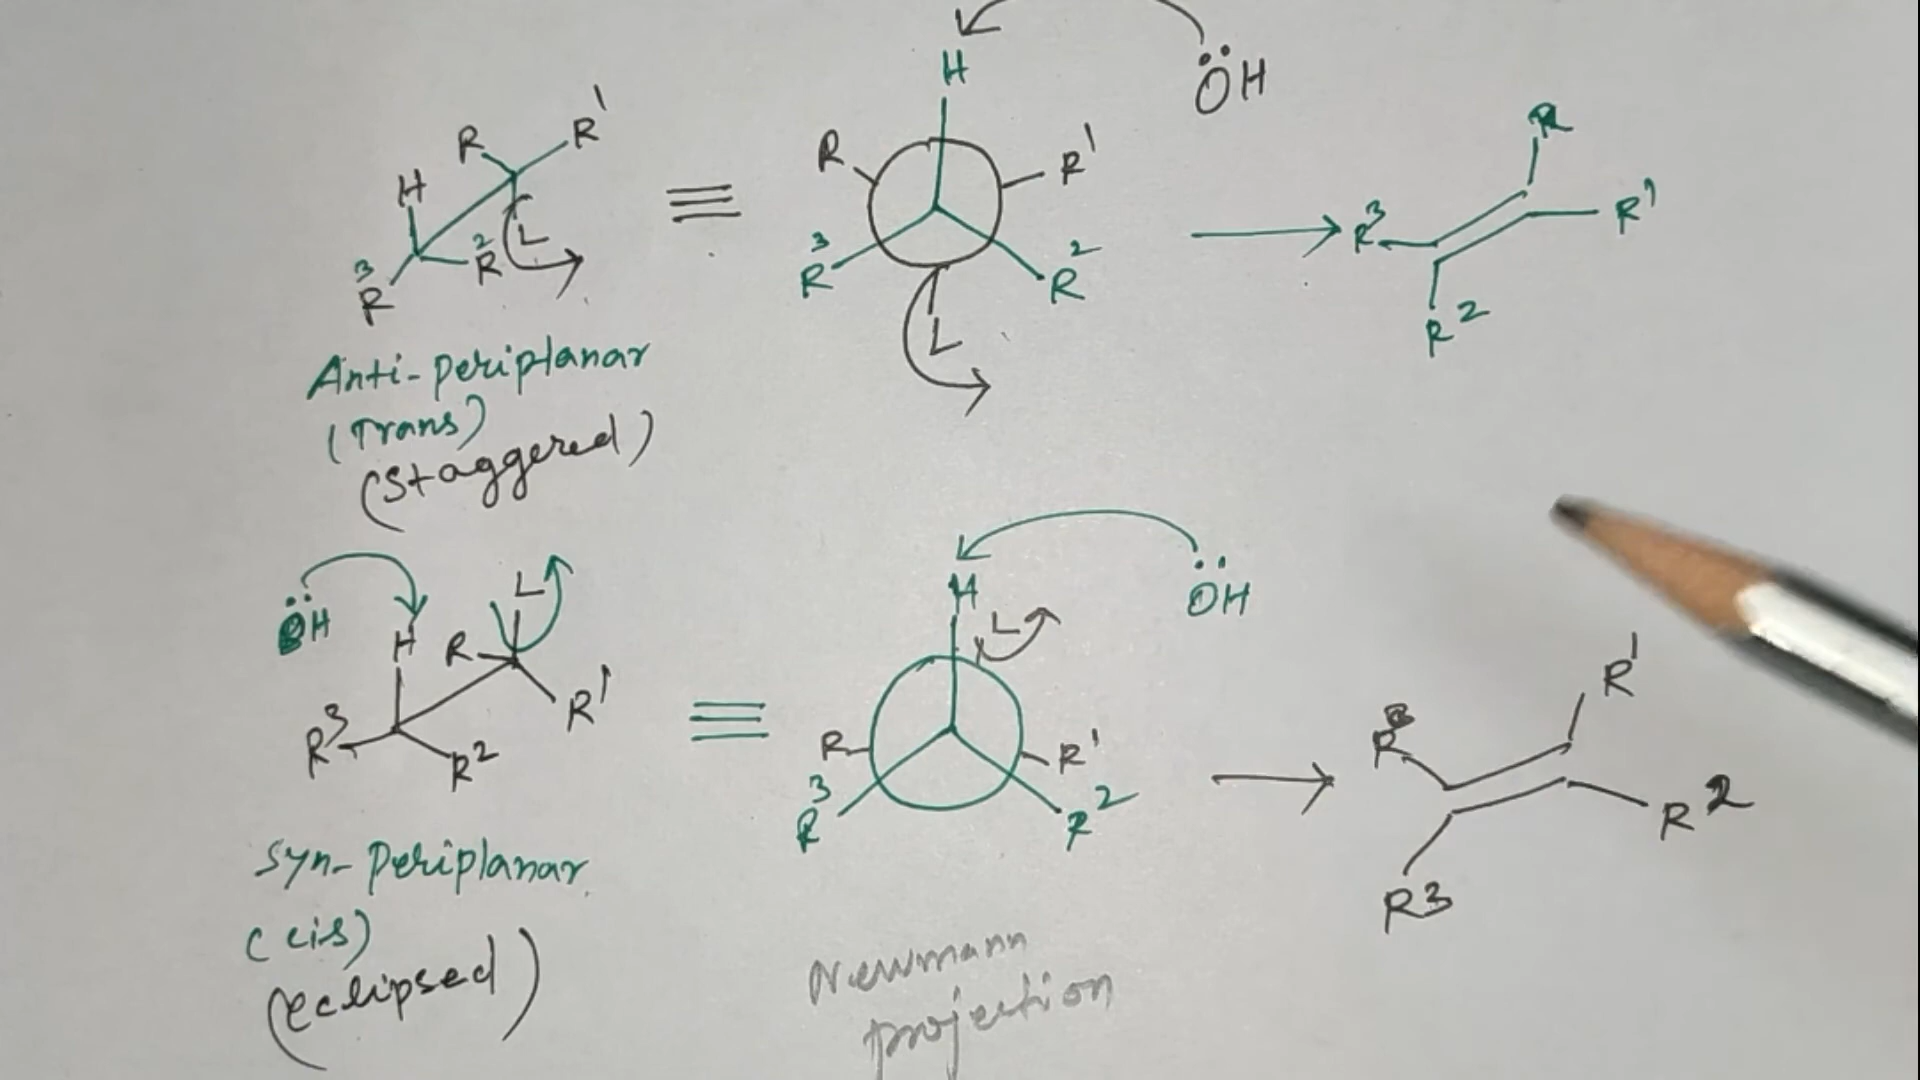 H
ÖH
R
R'
R
R'
R
H
R³
R²
L
≡
R³
R²
L
→
R³
R
R'
R²
Anti-periplanar
(Trans)
(staggered)
ÖH
H
R
L
R³
R²
R'
≡
H
L
ÖH
R
R'
R³
R²
→
R'
R²
R3
Syn-periplanar
(cis)
(eclipsed)
Newmann
projection